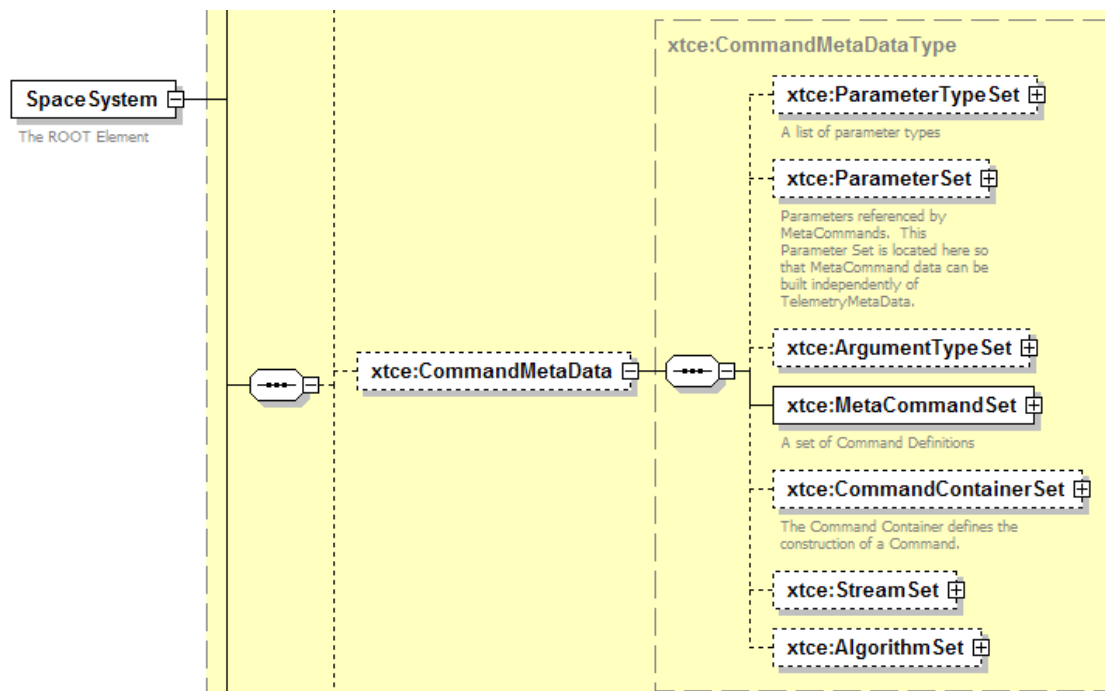 xtce:CommandMetaDataType
SpaceSystem
The ROOT Element
xtce:ParameterTypeSet
A list of parameter types
xtce:ParameterSet
Parameters referenced by
MetaCommands. This
Parameter Set is located here so
that MetaCommand data can be
built independently of
TelemetryMetaData.
xtce:CommandMetaData
xtce:ArgumentTypeSet
xtce:MetaCommandSet
A set of Command Definitions
xtce:CommandContainerSet
The Command Container defines the
construction of a Command.
xtce:StreamSet
xtce:AlgorithmSet